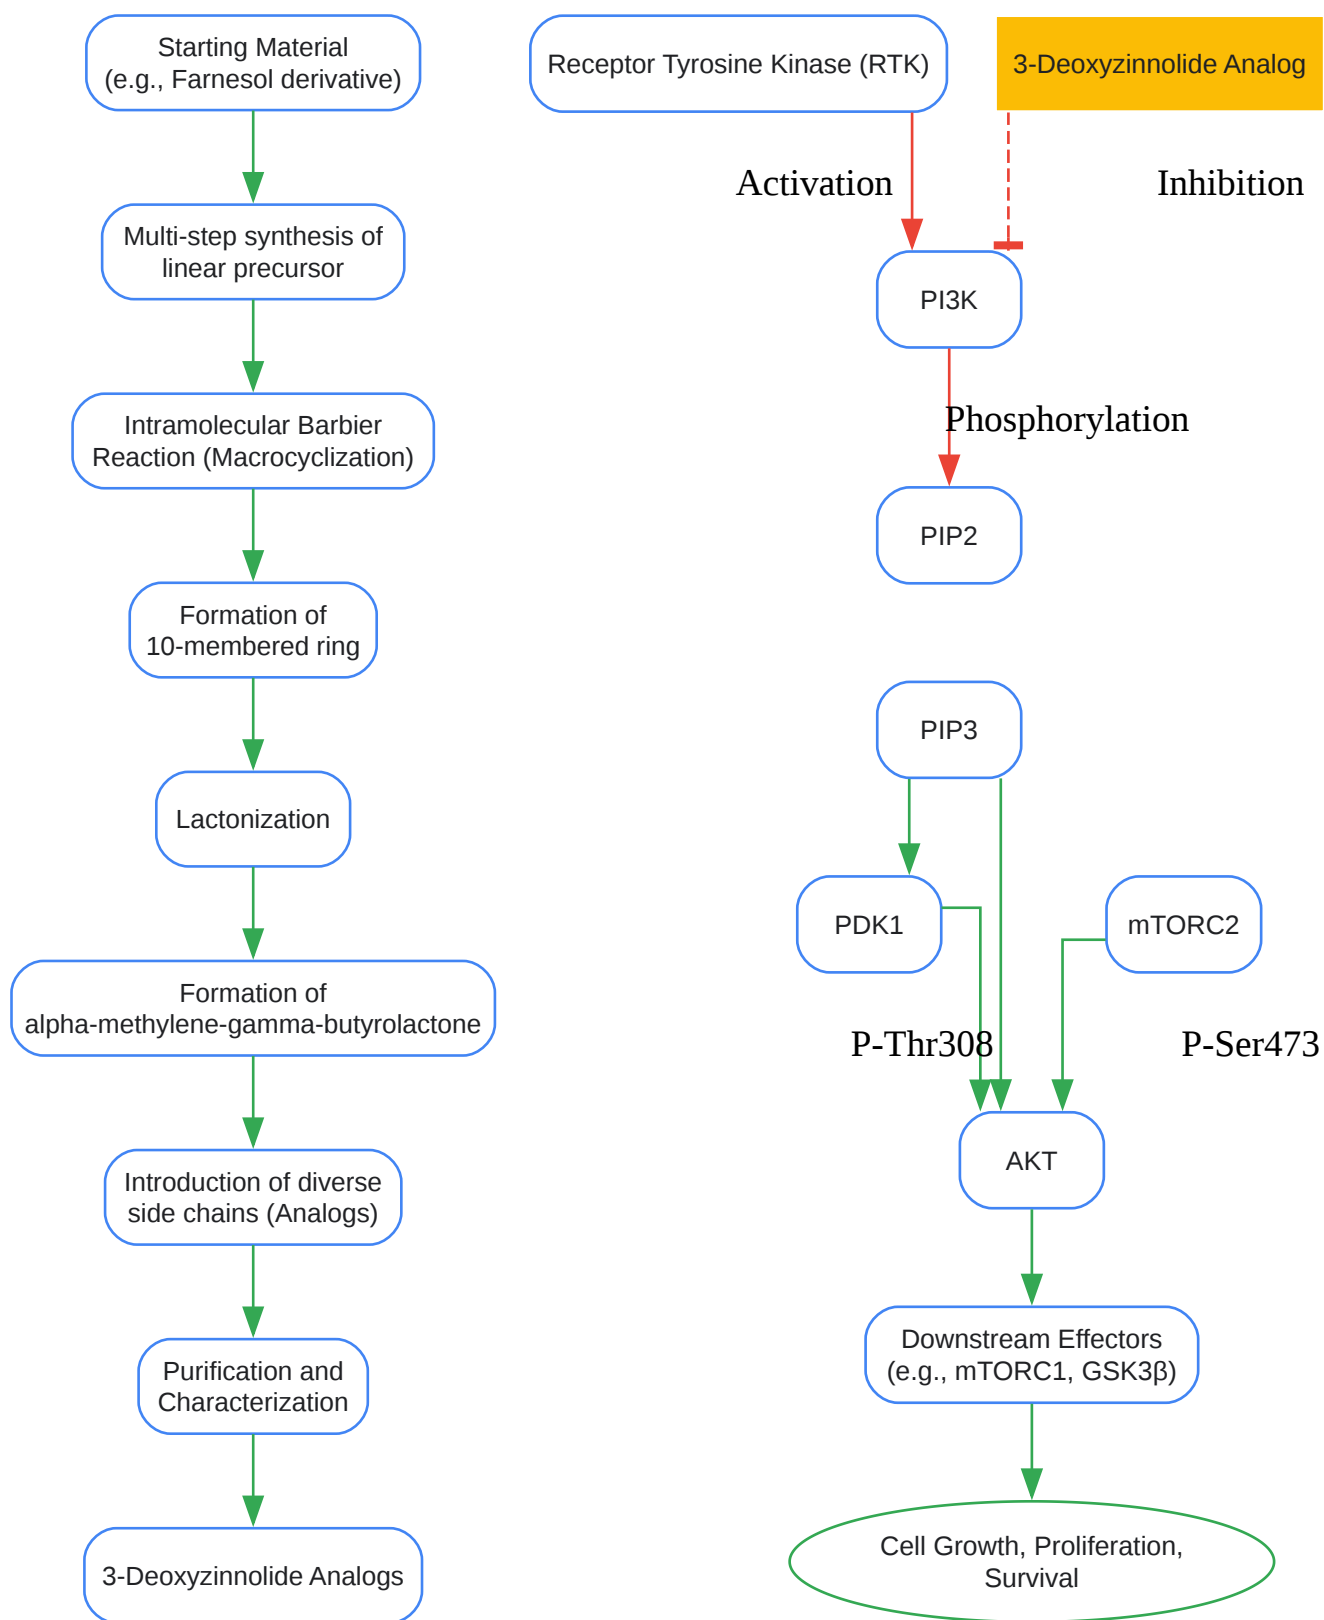 Starting Material
(e.g., Farnesol derivative)
Multi-step synthesis of
linear precursor
Intramolecular Barbier
Reaction (Macrocyclization)
Formation of
10-membered ring
Lactonization
Formation of
alpha-methylene-gamma-butyrolactone
Introduction of diverse
side chains (Analogs)
Purification and
Characterization
3-Deoxyzinnolide Analogs
Receptor Tyrosine Kinase (RTK)
3-Deoxyzinnolide Analog
Activation
Inhibition
PI3K
Phosphorylation
PIP2
PIP3
PDK1
mTORC2
P-Thr308
P-Ser473
AKT
Downstream Effectors
(e.g., mTORC1, GSK3β)
Cell Growth, Proliferation,
Survival